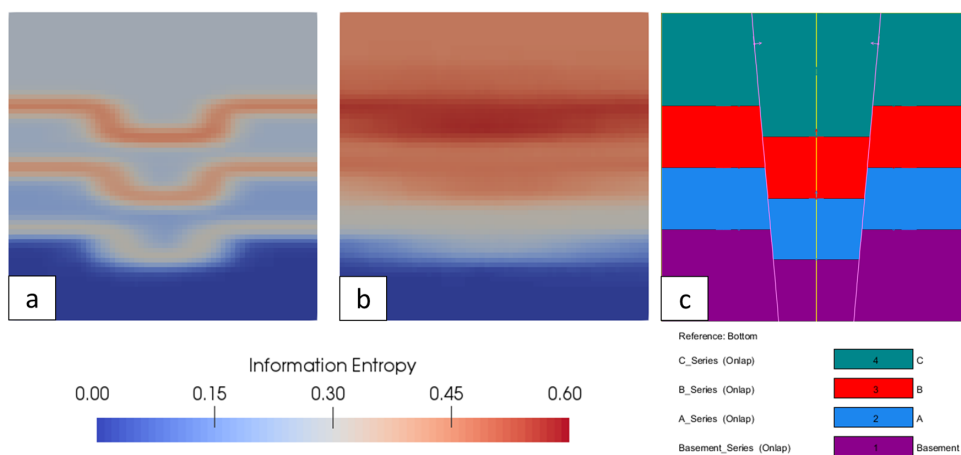 a
b
c
Information Entropy
0.00 0.15 0.30 0.45 0.60
Reference: Bottom
C_Series (Onlap) 4 C
B_Series (Onlap) 3 B
A_Series (Onlap) 2 A
Basement_Series (Onlap) 1 Basement